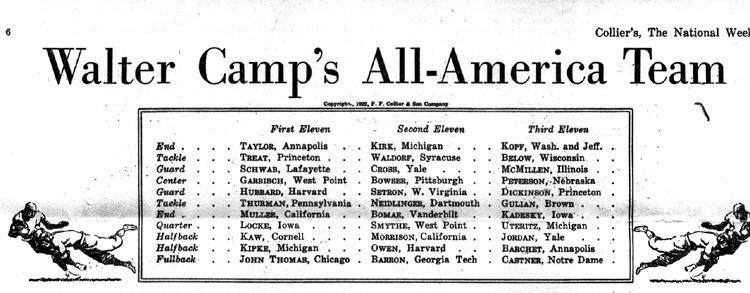 6
Collier's, The National Week
Walter Camp's All-America Team
Copyright, 1922, P. F. Collier & Son Company
First Eleven Second Eleven Third Eleven
End . . . . TAYLOR, Annapolis . . KIRK, Michigan . . . KOPF, Wash. and Jeff.
Tackle . . . TREAT, Princeton . . WALDORF, Syracuse . . BELOW, Wisconsin . .
Guard . . . SCHWAB, Lafayette . . CROSS, Yale . . . . MCMILLEN, Illinois . .
Center . . . GARBISCH, West Point . BOWSER, Pittsburgh . . PETERSON, Nebraska .
Guard . . . HUBBARD, Harvard . . SETRON, W. Virginia . . DICKINSON, Princeton .
Tackle . . . THURMAN, Pennsylvania . NEIDLINGER, Dartmouth . GULIAN, Brown . . .
End . . . . MULLER, California . . BOMAR, Vanderbilt . . KADESKY, Iowa . . .
Quarter . . . LOCKE, Iowa . . . . SMYTHE, West Point . . UTERITZ, Michigan . .
Halfback . . KAW, Cornell . . . MORRISON, California . . JORDAN, Yale . . .
Halfback . . KIPKE, Michigan . . OWEN, Harvard . . . BARCHET, Annapolis .
Fullback . . JOHN THOMAS, Chicago . BARRON, Georgia Tech . CASTNER, Notre Dame .